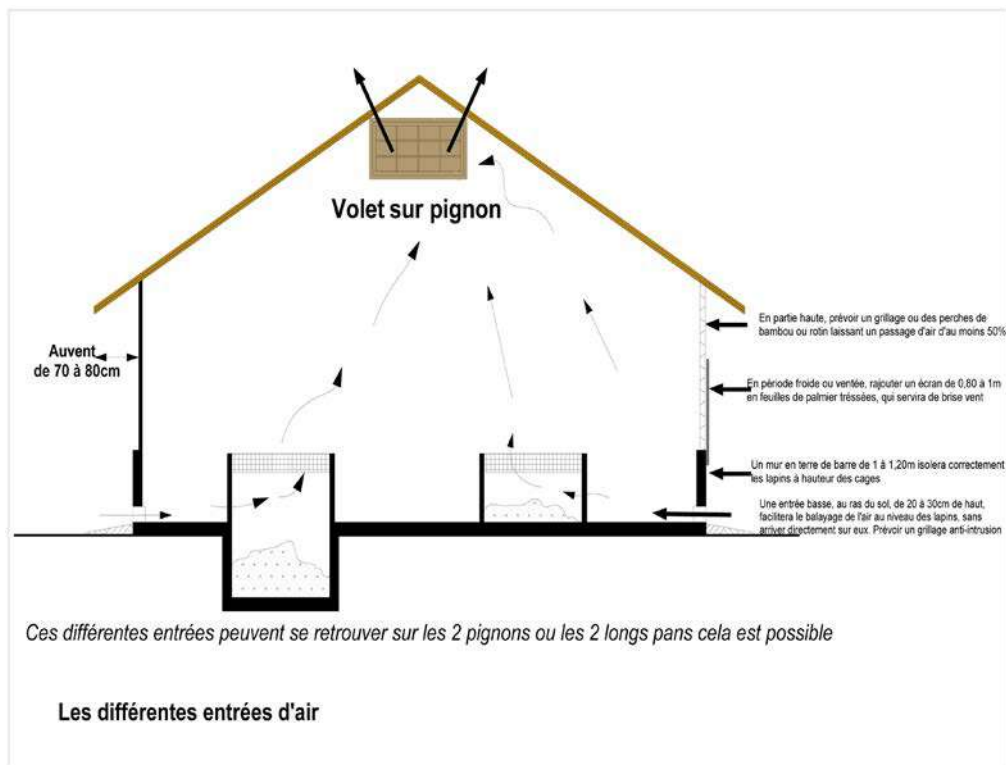 Volet sur pignon
Auvent
de 70 à 80cm
En partie haute, prévoir un grillage ou des perches de
bambou ou rotin laissant un passage d'air d'au moins 50%
En période froide ou ventée, rajouter un écran de 0,80 à 1m
en feuilles de palmier tréssées, qui servira de brise vent
Un mur en terre de barre de 1 à 1,20m isolera correctement
les lapins à hauteur des cages
Une entrée basse, au ras du sol, de 20 à 30cm de haut,
facilitera le balayage de l'air au niveau des lapins, sans
arriver directement sur eux. Prévoir un grillage anti-intrusion
Ces différentes entrées peuvent se retrouver sur les 2 pignons ou les 2 longs pans cela est possible
Les différentes entrées d'air